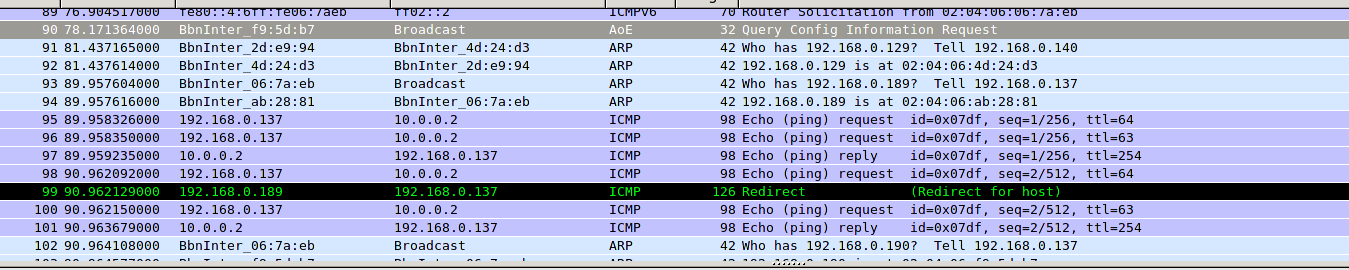 89 76.904517000 fe80::4:6ff:fe06:7aeb ff02::2 ICMPv6 70 Router Solicitation from 02:04:06:06:7a:eb
90 78.171364000 BbnInter_f9:5d:b7 Broadcast AoE 32 Query Config Information Request
91 81.437165000 BbnInter_2d:e9:94 BbnInter_4d:24:d3 ARP 42 Who has 192.168.0.129? Tell 192.168.0.140
92 81.437614000 BbnInter_4d:24:d3 BbnInter_2d:e9:94 ARP 42 192.168.0.129 is at 02:04:06:4d:24:d3
93 89.957604000 BbnInter_06:7a:eb Broadcast ARP 42 Who has 192.168.0.189? Tell 192.168.0.137
94 89.957616000 BbnInter_ab:28:81 BbnInter_06:7a:eb ARP 42 192.168.0.189 is at 02:04:06:ab:28:81
95 89.958326000 192.168.0.137 10.0.0.2 ICMP 98 Echo (ping) request id=0x07df, seq=1/256, ttl=64
96 89.958350000 192.168.0.137 10.0.0.2 ICMP 98 Echo (ping) request id=0x07df, seq=1/256, ttl=63
97 89.959235000 10.0.0.2 192.168.0.137 ICMP 98 Echo (ping) reply id=0x07df, seq=1/256, ttl=254
98 90.962092000 192.168.0.137 10.0.0.2 ICMP 98 Echo (ping) request id=0x07df, seq=2/512, ttl=64
99 90.962129000 192.168.0.189 192.168.0.137 ICMP 126 Redirect (Redirect for host)
100 90.962150000 192.168.0.137 10.0.0.2 ICMP 98 Echo (ping) request id=0x07df, seq=2/512, ttl=63
101 90.963679000 10.0.0.2 192.168.0.137 ICMP 98 Echo (ping) reply id=0x07df, seq=2/512, ttl=254
102 90.964108000 BbnInter_06:7a:eb Broadcast ARP 42 Who has 192.168.0.190? Tell 192.168.0.137